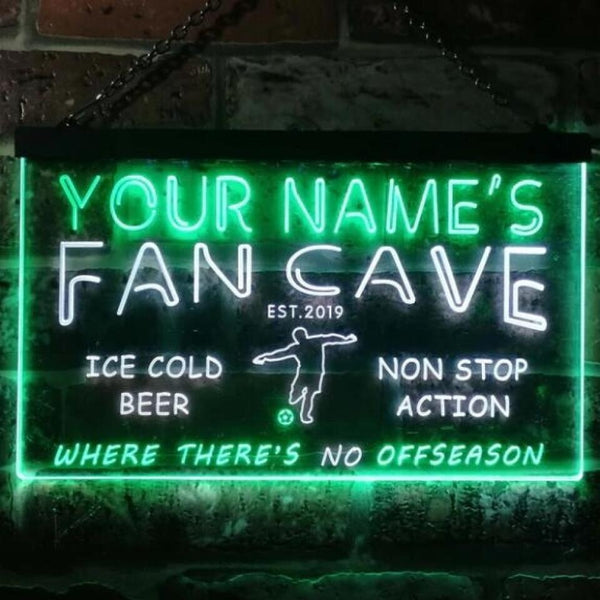 YOUR NAME'S
FAN CAVE
EST.2019
ICE COLD
BEER
NON STOP
ACTION
WHERE THERE'S NO OFFSEASON